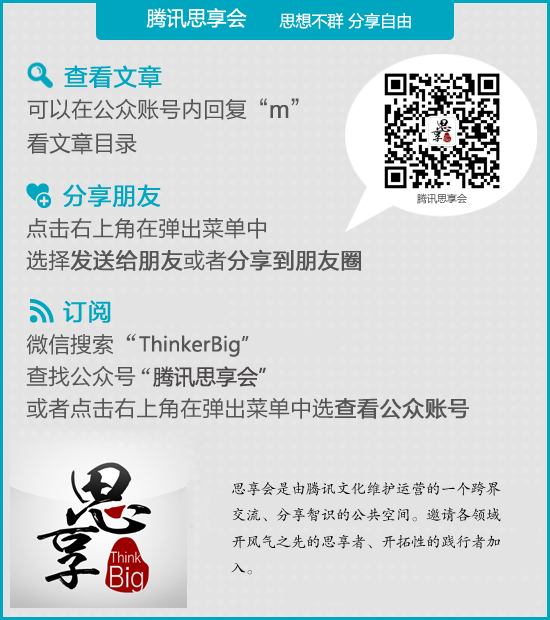 腾讯思享会 思想不群 分享自由
查看文章
可以在公众账号内回复“m”
看文章目录
思享
腾讯思享会
分享朋友
点击右上角在弹出菜单中
选择发送给朋友或者分享到朋友圈
订阅
微信搜索“ThinkerBig”
查找公众号“腾讯思享会”
或者点击右上角在弹出菜单中选查看公众账号
思享
Think
Big
思享会是由腾讯文化维护运营的一个跨界
交流、分享智识的公共空间。邀请各领域
开风气之先的思享者、开拓性的践行者加
入。